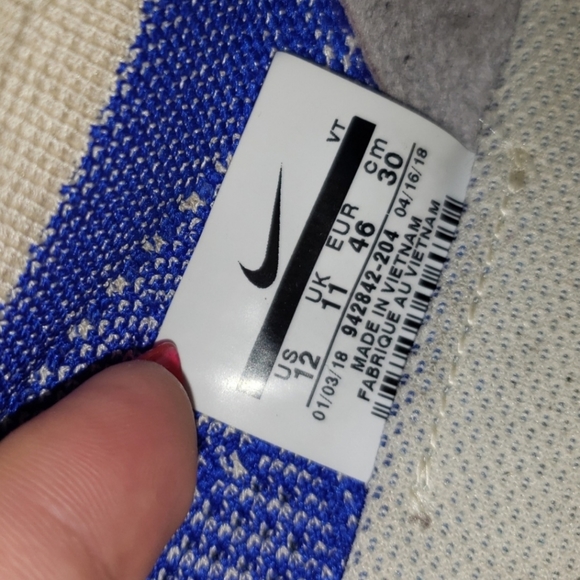 VT
US UK EUR cm
12 11 46 30
01/03/18 942842-204 04/16/18
MADE IN VIETNAM
FABRIQUE AU VIETNAM